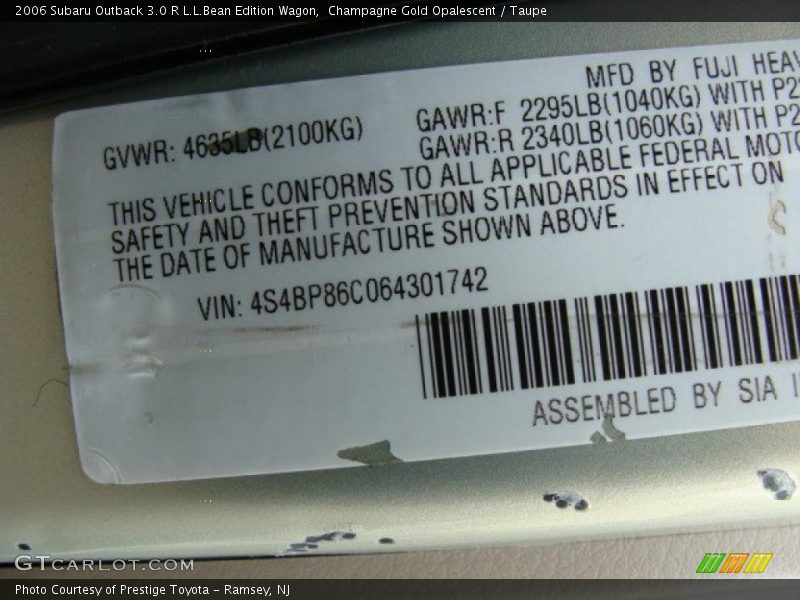 2006 Subaru Outback 3.0 R L.L.Bean Edition Wagon, Champagne Gold Opalescent / Taupe
MFD BY FUJI HEAV
GVWR: 4635LB(2100KG)
GAWR:F 2295LB(1040KG) WITH P2
GAWR:R 2340LB(1060KG) WITH P2
THIS VEHICLE CONFORMS TO ALL APPLICABLE FEDERAL MOTO
SAFETY AND THEFT PREVENTION STANDARDS IN EFFECT ON
THE DATE OF MANUFACTURE SHOWN ABOVE.
VIN: 4S4BP86C064301742
ASSEMBLED BY SIA I
GTCARLOT.COM
Photo Courtesy of Prestige Toyota - Ramsey, NJ